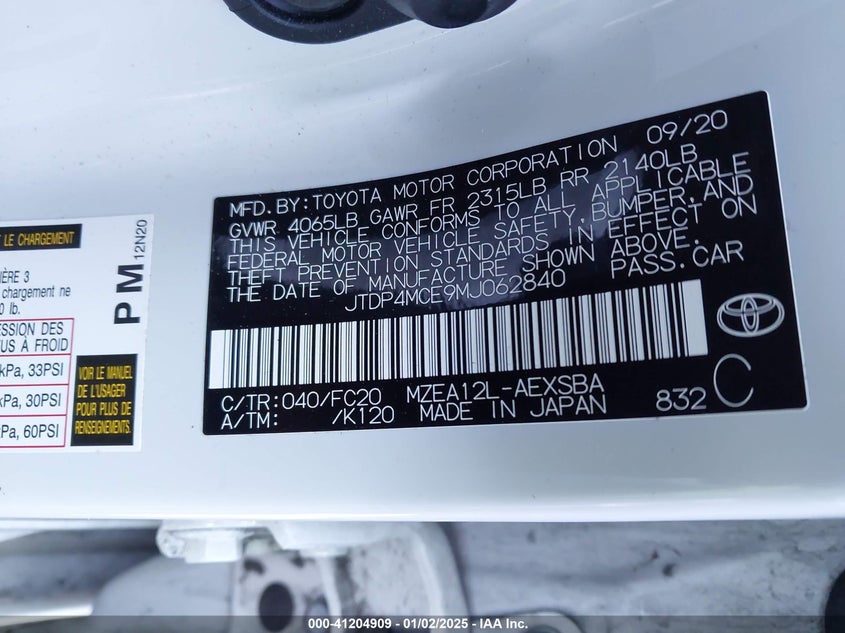 T LE CHARGEMENT
IÈRE 3
chargement ne
0 lb.
PRESSION DES
US À FROID
kPa, 33PSI
kPa, 30PSI
kPa, 60PSI
PM
12N20
VOIR LE MANUEL
DE L'USAGER
POUR PLUS DE
RENSEIGNEMENTS.
MFD. BY: TOYOTA MOTOR CORPORATION 09/20
GVWR 4065LB GAWR FR 2315LB RR 2140LB
THIS VEHICLE CONFORMS TO ALL APPLICABLE
FEDERAL MOTOR VEHICLE SAFETY, BUMPER, AND
THEFT PREVENTION STANDARDS IN EFFECT ON
THE DATE OF MANUFACTURE SHOWN ABOVE.
JTDP4MCE9MJ062840 PASS. CAR
C/TR: 040/FC20 MZEA12L-AEXSBA
A/TM: /K120 MADE IN JAPAN 832 C
000-41204909 - 01/02/2025 - IAA Inc.